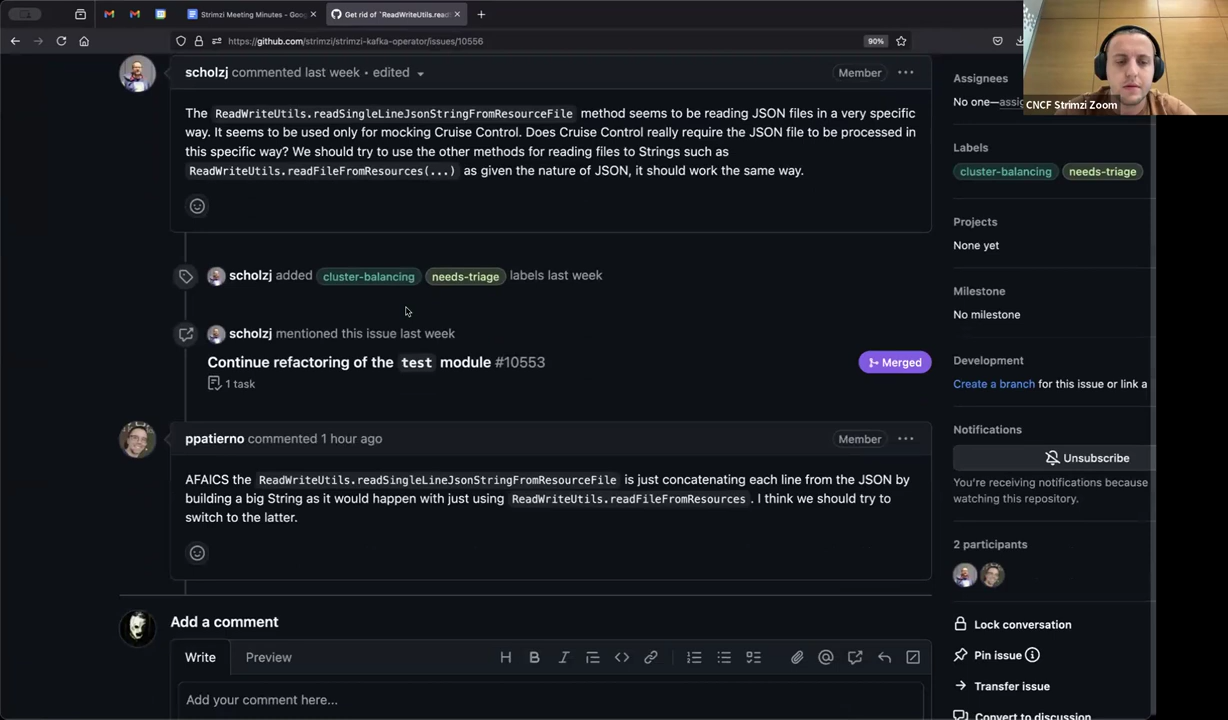 Strimzi Meeting Minutes - Goo
Get rid of `ReadWriteUtils.read
https://github.com/strimzi/strimzi-kafka-operator/issues/10556
90%
CNCF Strimzi Zoom
scholzj commented last week • edited
Member
The ReadWriteUtils.readSingleLineJsonStringFromResourceFile method seems to be reading JSON files in a very specific
way. It seems to be used only for mocking Cruise Control. Does Cruise Control really require the JSON file to be processed in
this specific way? We should try to use the other methods for reading files to Strings such as
ReadWriteUtils.readFileFromResources(...) as given the nature of JSON, it should work the same way.
scholzj added cluster-balancing needs-triage labels last week
scholzj mentioned this issue last week
Continue refactoring of the test module #10553
Merged
1 task
ppatierno commented 1 hour ago
Member
AFAICS the ReadWriteUtils.readSingleLineJsonStringFromResourceFile is just concatenating each line from the JSON by
building a big String as it would happen with just using ReadWriteUtils.readFileFromResources. I think we should try to
switch to the latter.
Add a comment
Write
Preview
Add your comment here...
Assignees
No one—assig
Labels
cluster-balancing needs-triage
Projects
None yet
Milestone
No milestone
Development
Create a branch for this issue or link a
Notifications
Unsubscribe
You're receiving notifications because
watching this repository.
2 participants
Lock conversation
Pin issue
Transfer issue
Convert to discussion